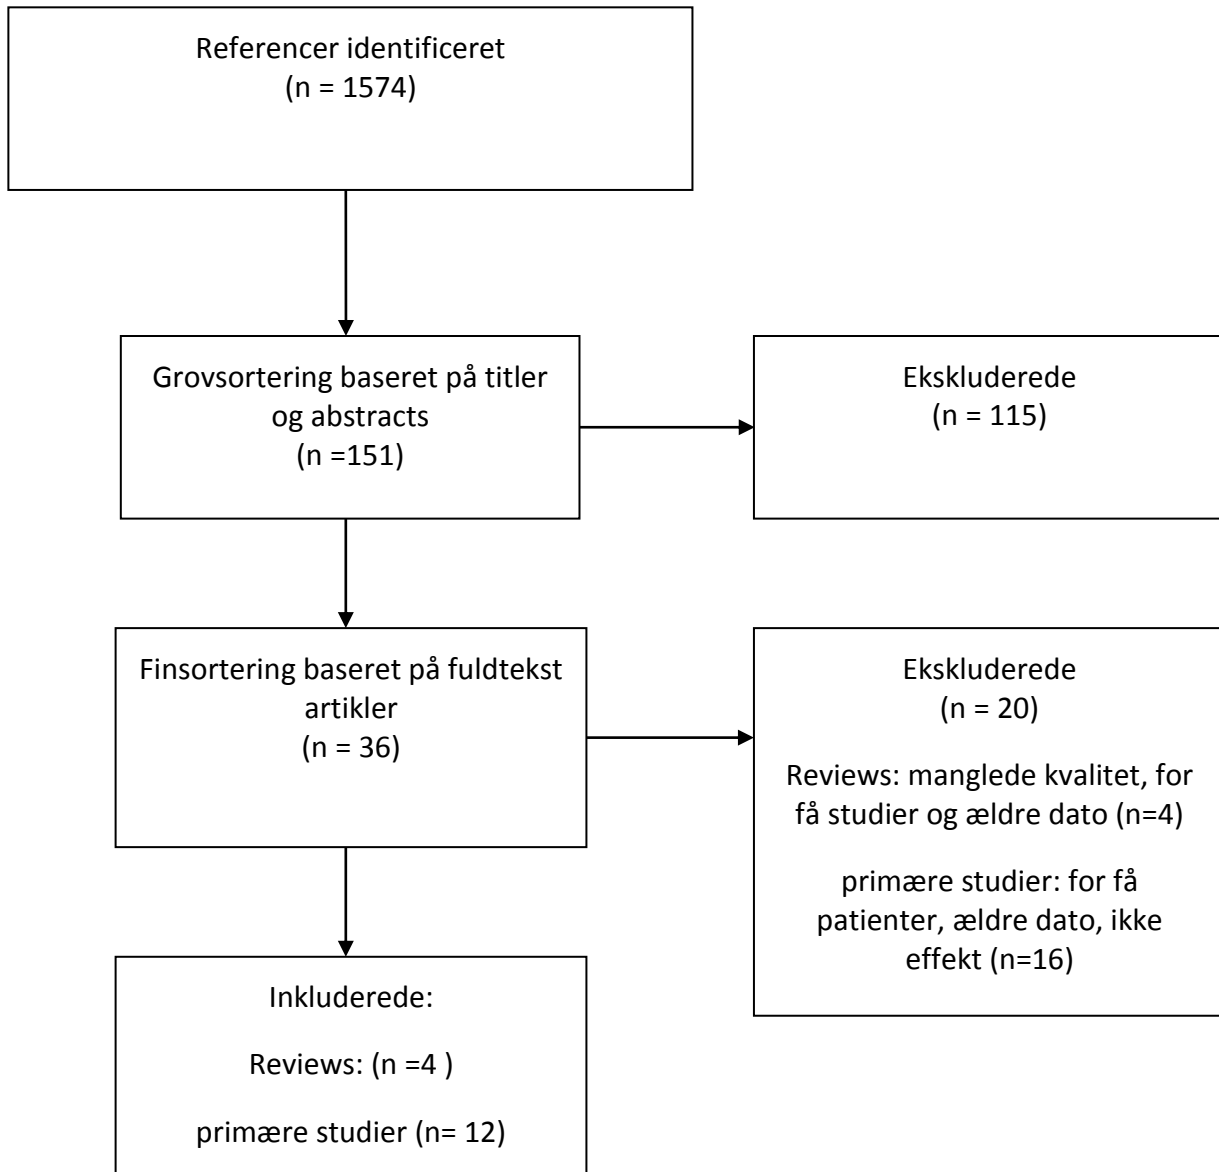 Referencer identificeret
(n = 1574)
Grovsortering baseret på titler
og abstracts
(n =151)
Ekskluderede
(n = 115)
Finsortering baseret på fuldtekst
artikler
(n = 36)
Ekskluderede
(n = 20)
Reviews: manglede kvalitet, for
få studier og ældre dato (n=4)
primære studier: for få
patienter, ældre dato, ikke
effekt (n=16)
Inkluderede:
Reviews: (n =4 )
primære studier (n= 12)